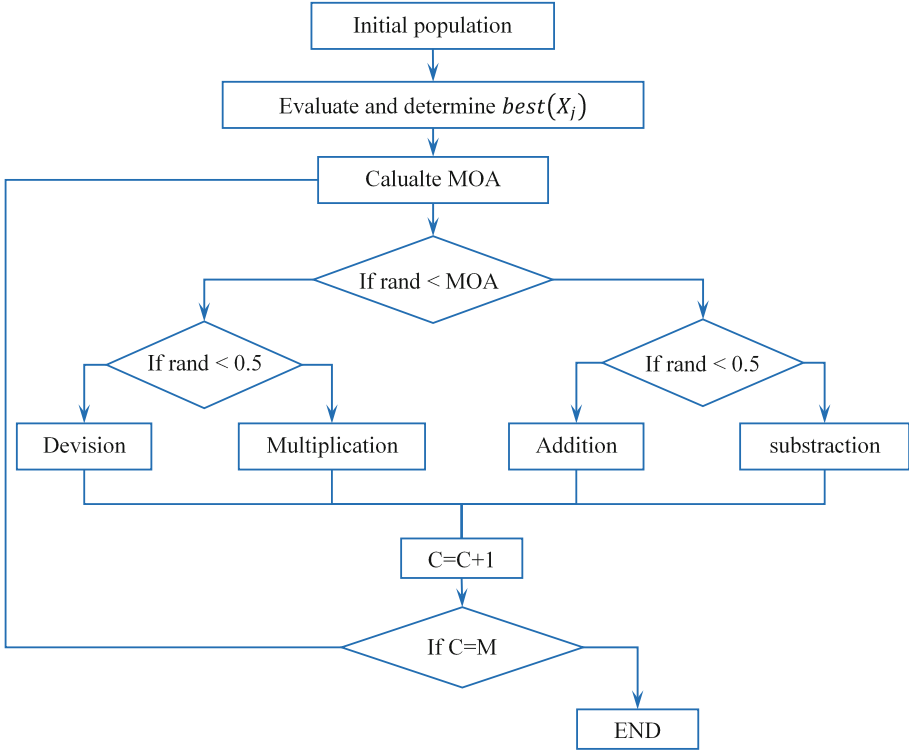 Initial population
Evaluate and determine best(Xⱼ)
Calualte MOA
If rand < MOA
If rand < 0.5
If rand < 0.5
Devision
Multiplication
Addition
substraction
C=C+1
If C=M
END